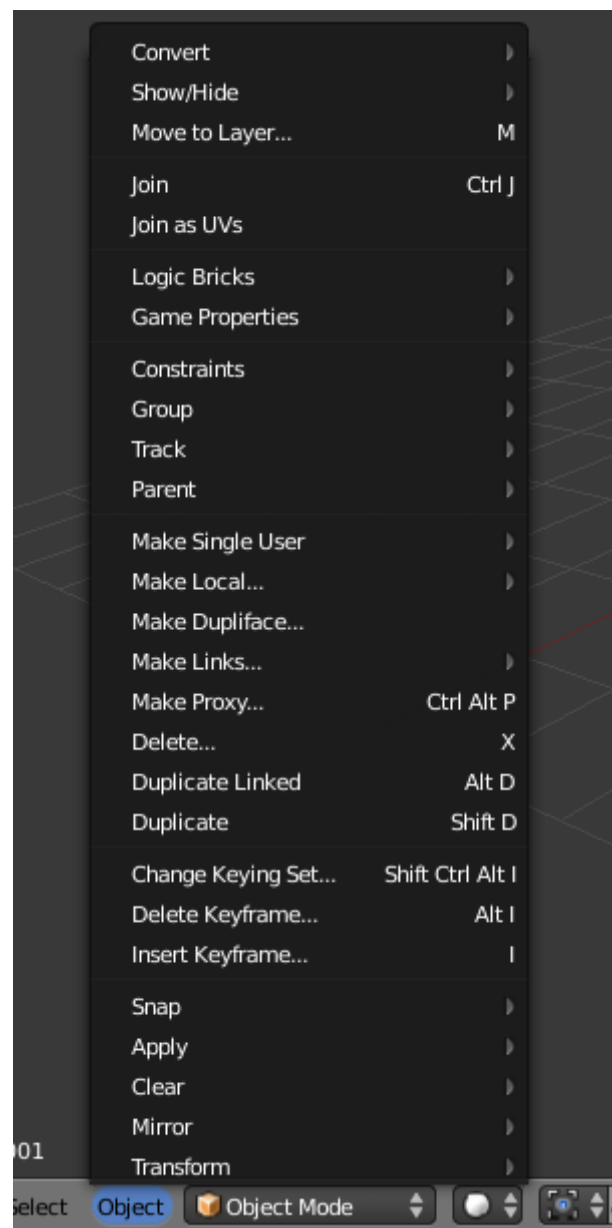 Convert
Show/Hide
Move to Layer... M
Join Ctrl J
Join as UVs
Logic Bricks
Game Properties
Constraints
Group
Track
Parent
Make Single User
Make Local...
Make Dupliface...
Make Links...
Make Proxy... Ctrl Alt P
Delete... X
Duplicate Linked Alt D
Duplicate Shift D
Change Keying Set... Shift Ctrl Alt I
Delete Keyframe... Alt I
Insert Keyframe... I
Snap
Apply
Clear
Mirror
001
Transform
Select Object Object Mode